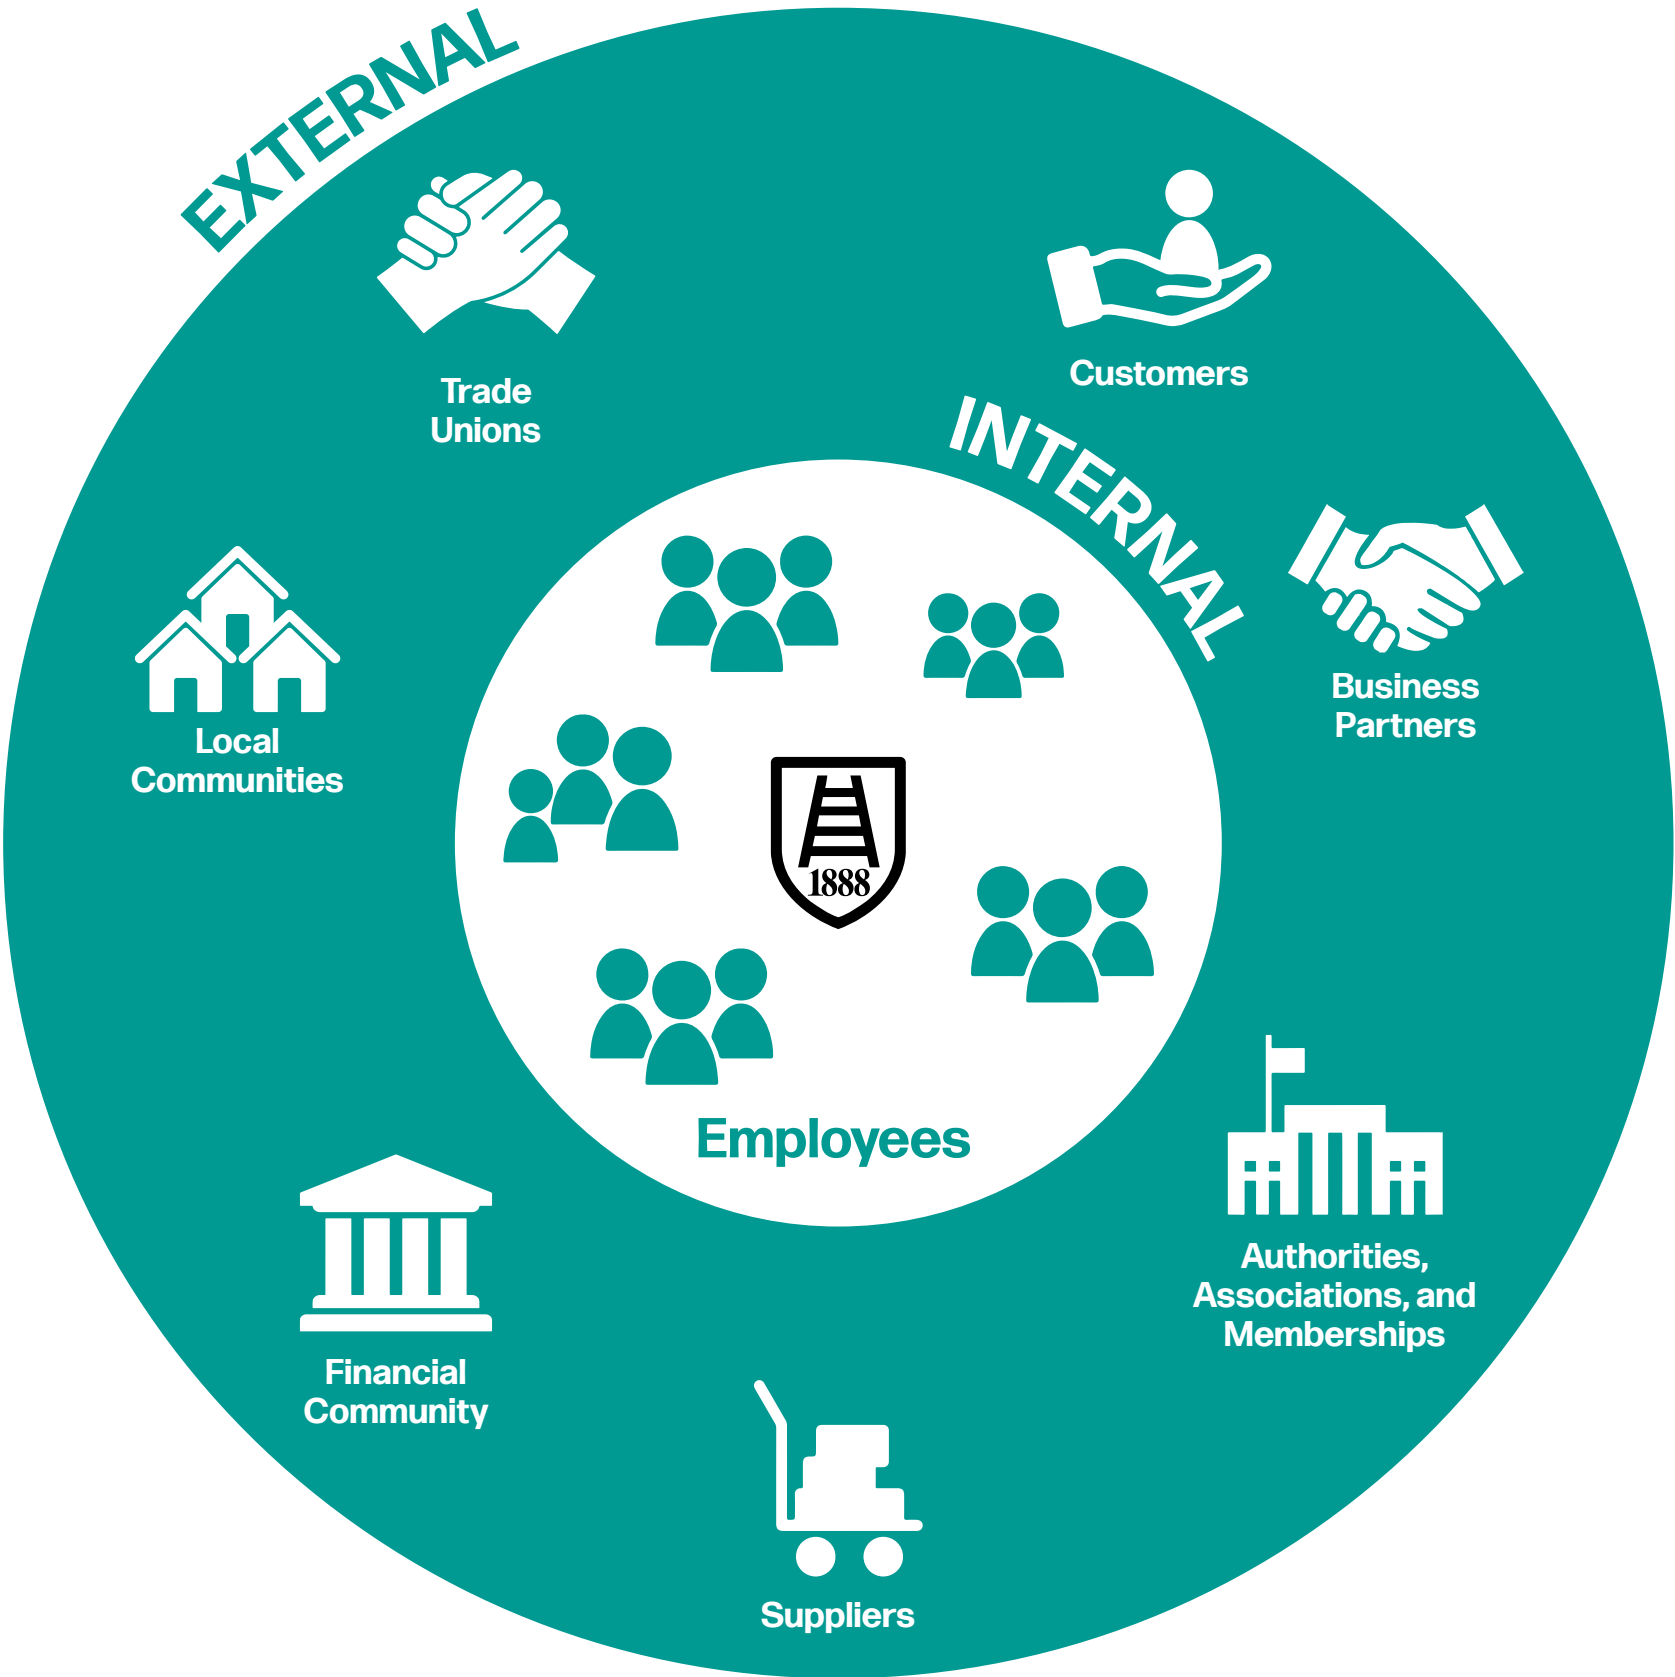 EXTERNAL
Trade
Unions
Customers
INTERNAL
Business
Partners
Local
Communities
1888
Employees
Authorities,
Associations, and
Memberships
Financial
Community
Suppliers